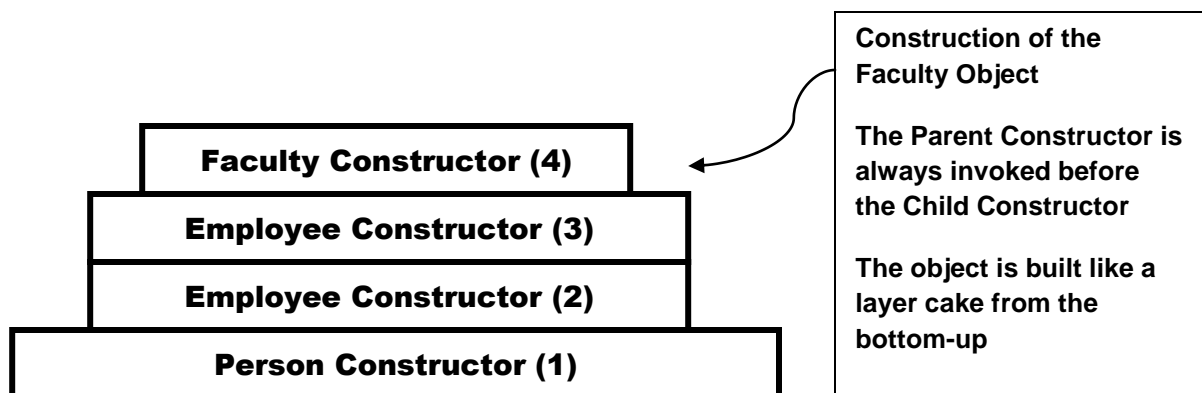 Faculty Constructor (4)
Employee Constructor (3)
Employee Constructor (2)
Person Constructor (1)
Construction of the
Faculty Object
The Parent Constructor is
always invoked before
the Child Constructor
The object is built like a
layer cake from the
bottom-up